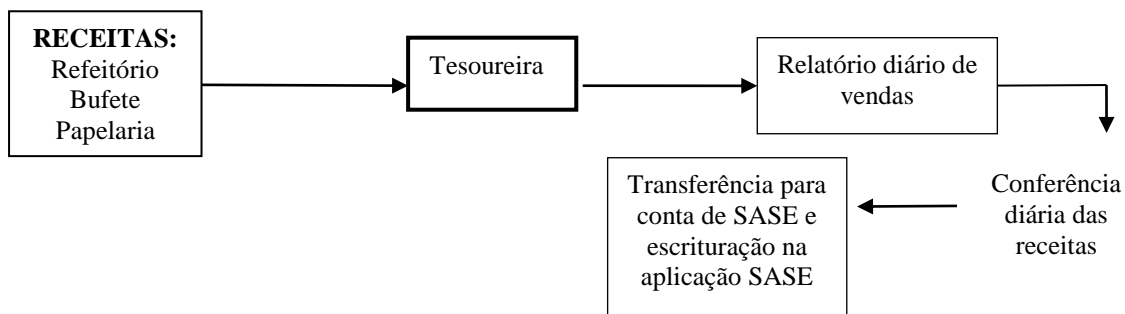 RECEITAS:
Refeitório
Bufete
Papelaria
Tesoureira
Relatório diário de
vendas
Conferência
diária das
receitas
Transferência para
conta de SASE e
escrituração na
aplicação SASE